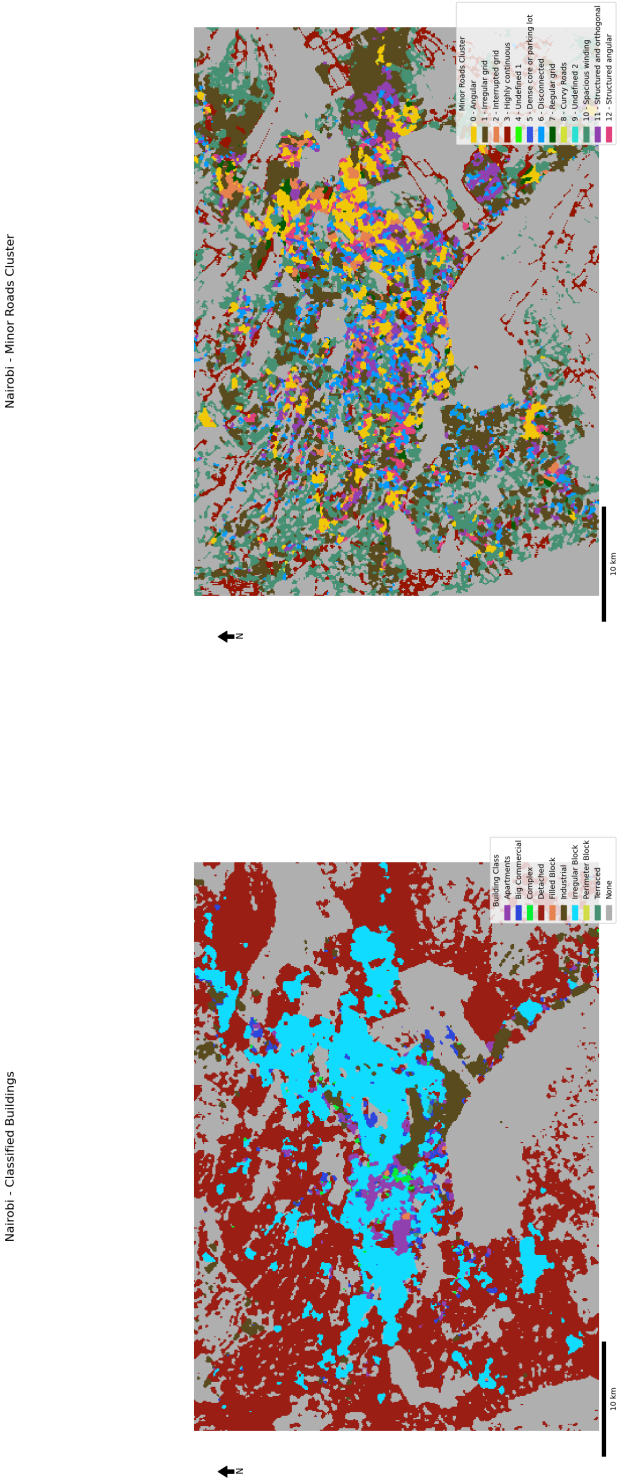 Nairobi - Minor Roads Cluster
Minor Roads Cluster
0 - Angular
1 - Irregular grid
2 - Interrupted grid
3 - Highly continuous
4 - Undefined 1
5 - Dense core or parking lot
6 - Disconnected
7 - Regular grid
8 - Curvy Roads
9 - Undefined 2
10 - Spacious winding
11 - Structured and orthogonal
12 - Structured angular
10 km
N
Nairobi - Classified Buildings
Building Class
Apartments
Big Commercial
Complex
Detached
Filled Block
Industrial
Irregular Block
Perimeter Block
Terraced
None
10 km
N